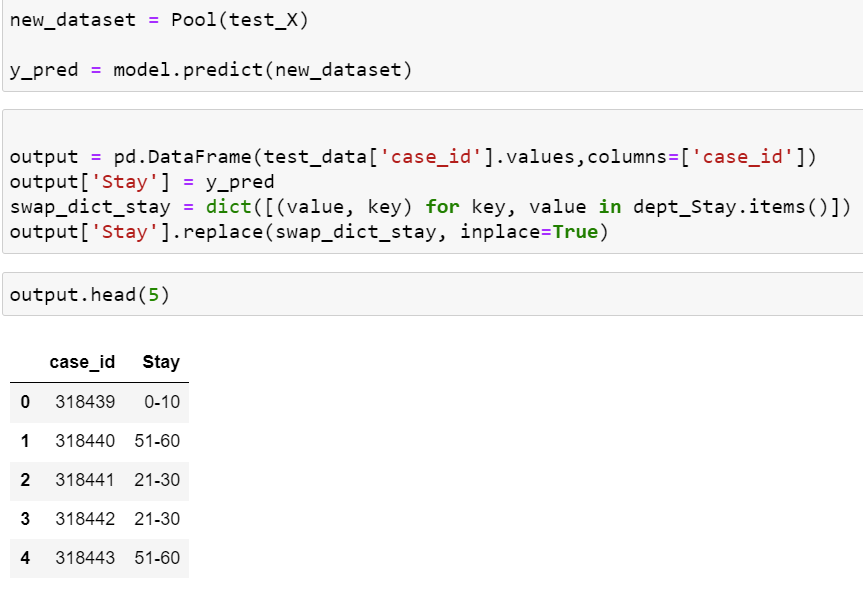 new_dataset = Pool(test_X)
y_pred = model.predict(new_dataset)
output = pd.DataFrame(test_data['case_id'].values,columns=['case_id'])
output['Stay'] = y_pred
swap_dict_stay = dict([(value, key) for key, value in dept_Stay.items()])
output['Stay'].replace(swap_dict_stay, inplace=True)
output.head(5)
case_id Stay
0 318439 0-10
1 318440 51-60
2 318441 21-30
3 318442 21-30
4 318443 51-60